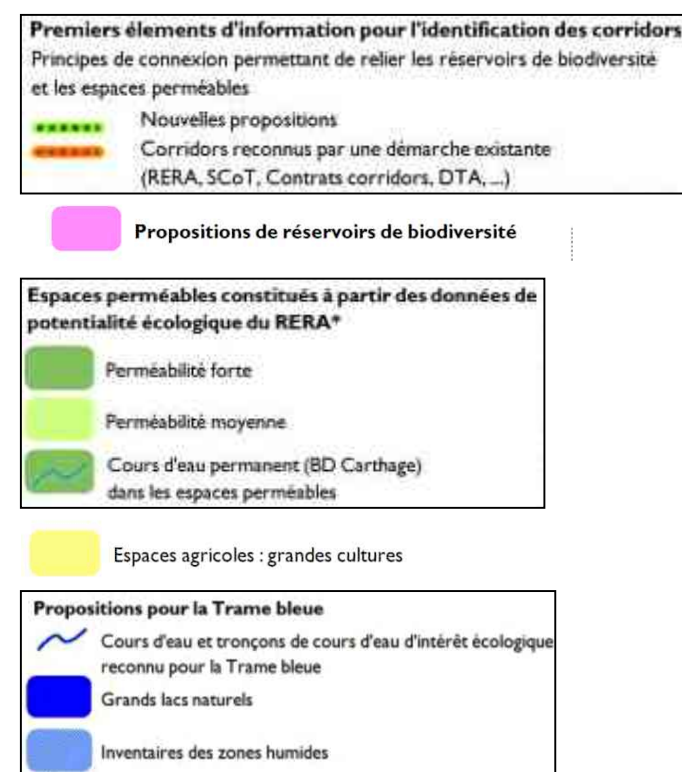 Premiers élements d'information pour l'identification des corridors
Principes de connexion permettant de relier les réservoirs de biodiversité
et les espaces perméables
Nouvelles propositions
Corridors reconnus par une démarche existante
(RERA, SCoT, Contrats corridors, DTA, ...)
Propositions de réservoirs de biodiversité
Espaces perméables constitués à partir des données de
potentialité écologique du RERA*
Perméabilité forte
Perméabilité moyenne
Cours d'eau permanent (BD Carthage)
dans les espaces perméables
Espaces agricoles : grandes cultures
Propositions pour la Trame bleue
Cours d'eau et tronçons de cours d'eau d'intérêt écologique
reconnu pour la Trame bleue
Grands lacs naturels
Inventaires des zones humides